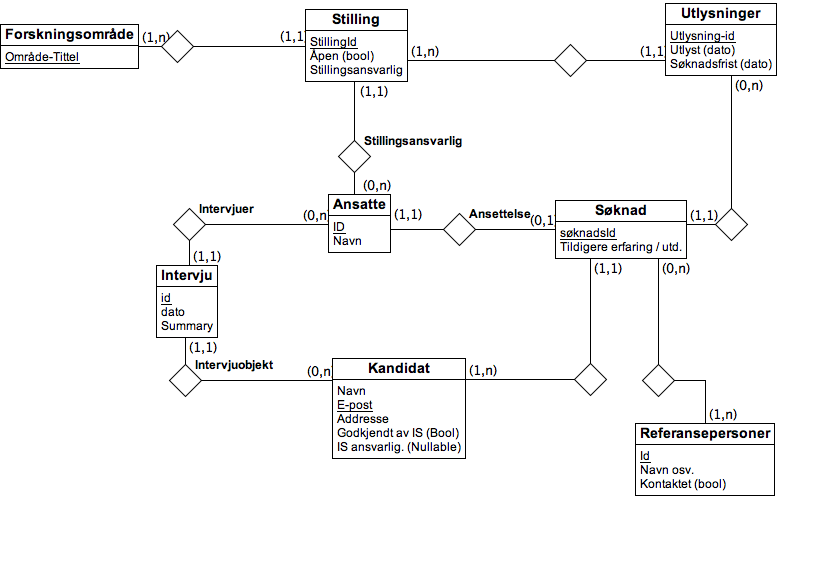 Forskningsområde
Område-Tittel
(1,n)
(1,1
Stilling
StillingId
Åpen (bool)
Stillingsansvarlig
(1,n)
(1,1)
(1,1
Utlysninger
Utlysning-id
Utlyst (dato)
Søknadsfrist (dato)
(0,n)
Stillingsansvarlig
(0,n)
Intervjuer
(0,n
Ansatte
ID
Navn
(1,1)
Ansettelse
(0,1
Søknad
søknadsId
Tildigere erfaring / utd.
(1,1)
(1,1)
Intervju
id
dato
Summary
(1,1)
(1,1)
(0,n)
Intervjuobjekt
(0,n
Kandidat
Navn
E-post
Addresse
Godkjendt av IS (Bool)
IS ansvarlig. (Nullable)
(1,n)
(1,n)
Referansepersoner
Id
Navn osv.
Kontaktet (bool)